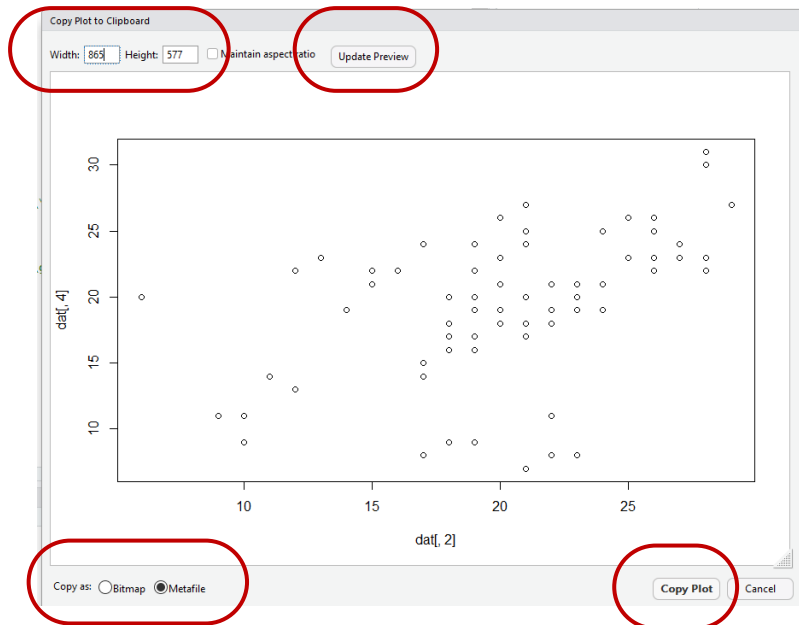 Copy Plot to Clipboard
Width: 865 Height: 577 Maintain aspect ratio Update Preview
30
25
20
15
10
dat[, 4]
10 15 20 25
dat[, 2]
Copy as: Bitmap Metafile Copy Plot Cancel